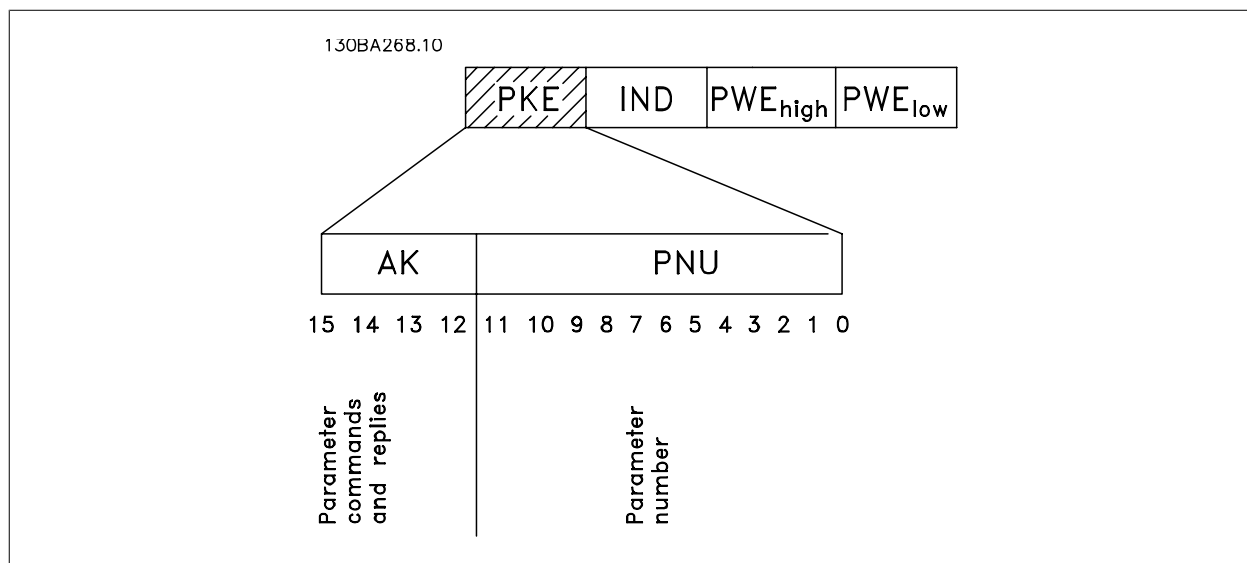 130BA268.10
PKE IND PWEhigh PWElow
AK PNU
15 14 13 12 11 10 9 8 7 6 5 4 3 2 1 0
Parameter
commands
and replies
Parameter
number